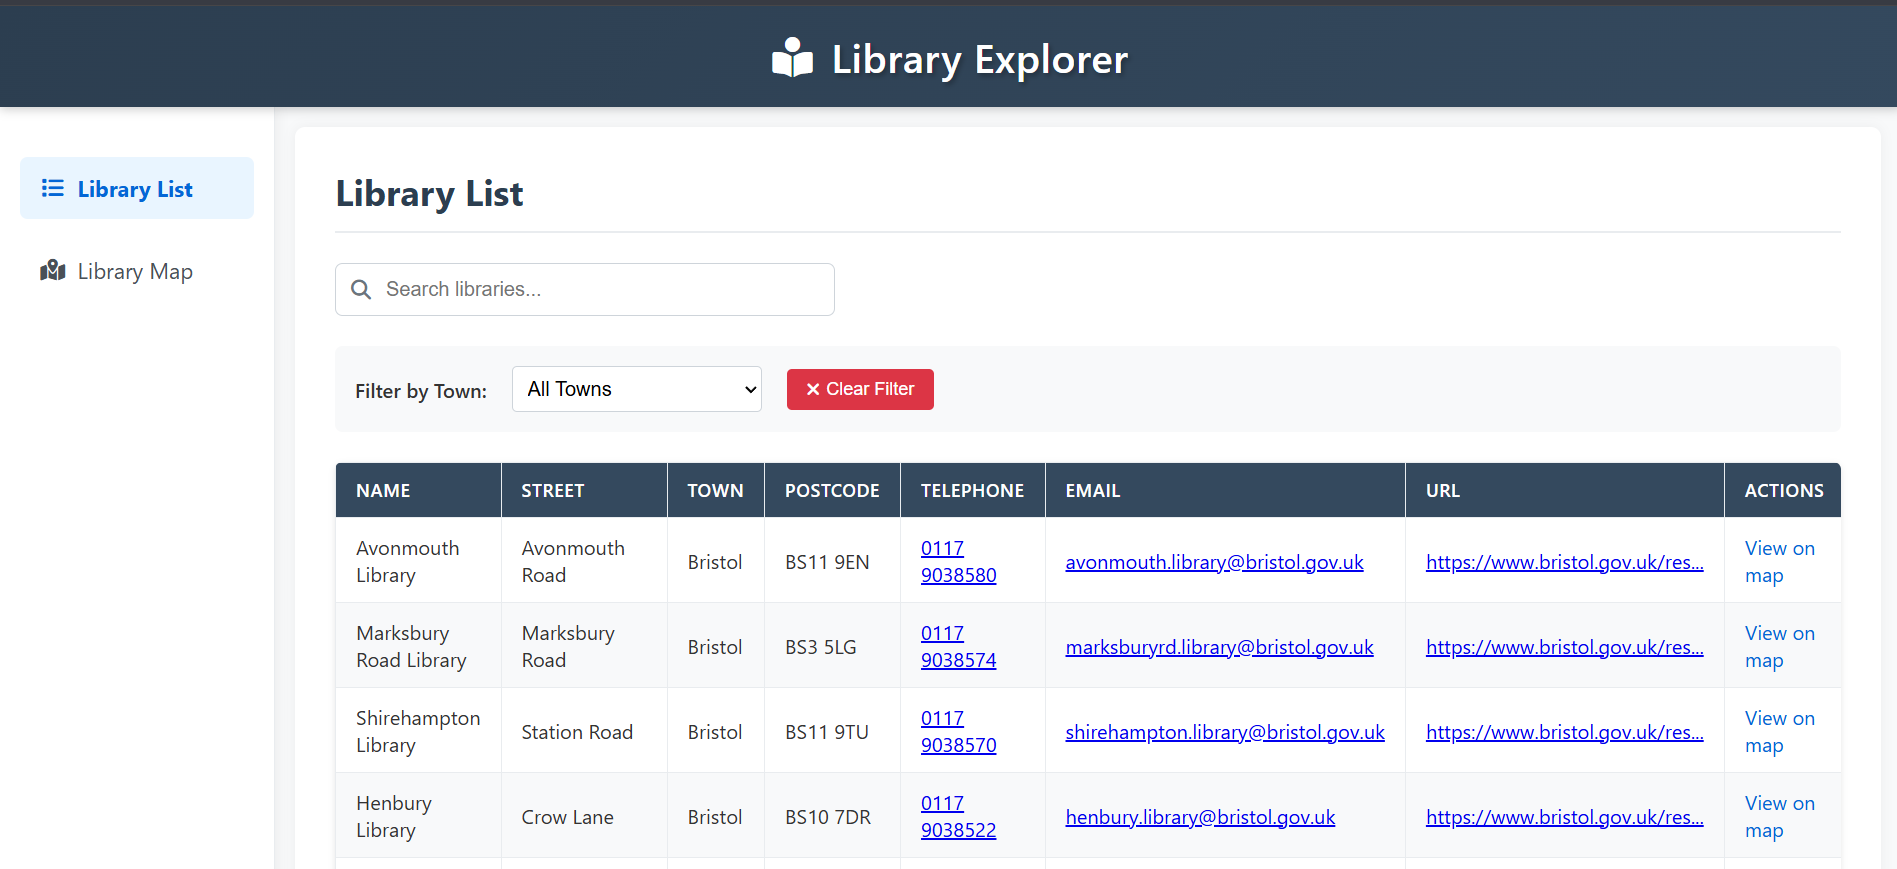 Library Explorer
Library List
Library Map
Library List
Search libraries...
Filter by Town:
All Towns
Clear Filter
NAME STREET TOWN POSTCODE TELEPHONE EMAIL URL ACTIONS
Avonmouth Library Avonmouth Road Bristol BS11 9EN 0117 9038580 avonmouth.library@bristol.gov.uk https://www.bristol.gov.uk/res... View on map
Marksbury Road Library Marksbury Road Bristol BS3 5LG 0117 9038574 marksburyrd.library@bristol.gov.uk https://www.bristol.gov.uk/res... View on map
Shirehampton Library Station Road Bristol BS11 9TU 0117 9038570 shirehampton.library@bristol.gov.uk https://www.bristol.gov.uk/res... View on map
Henbury Library Crow Lane Bristol BS10 7DR 0117 9038522 henbury.library@bristol.gov.uk https://www.bristol.gov.uk/res... View on map